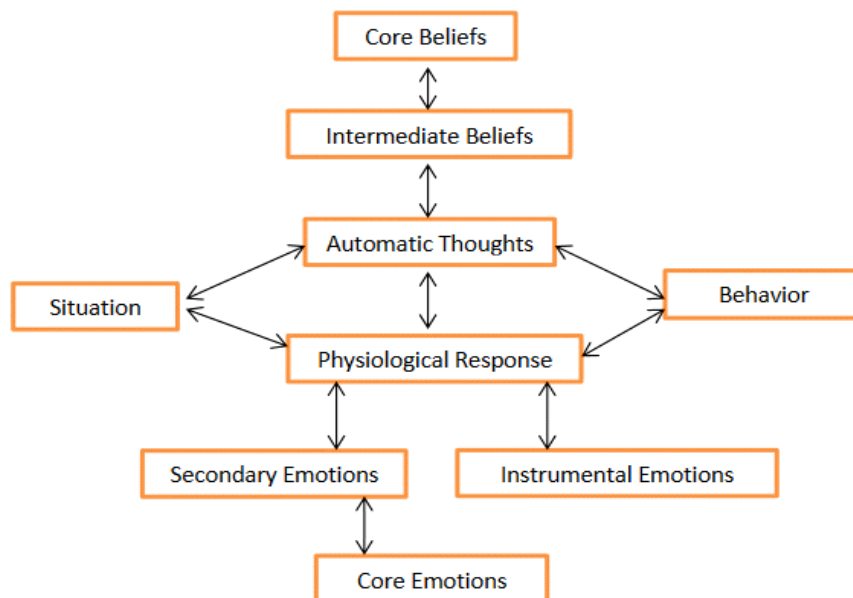 Core Beliefs
Intermediate Beliefs
Automatic Thoughts
Situation
Behavior
Physiological Response
Secondary Emotions
Instrumental Emotions
Core Emotions